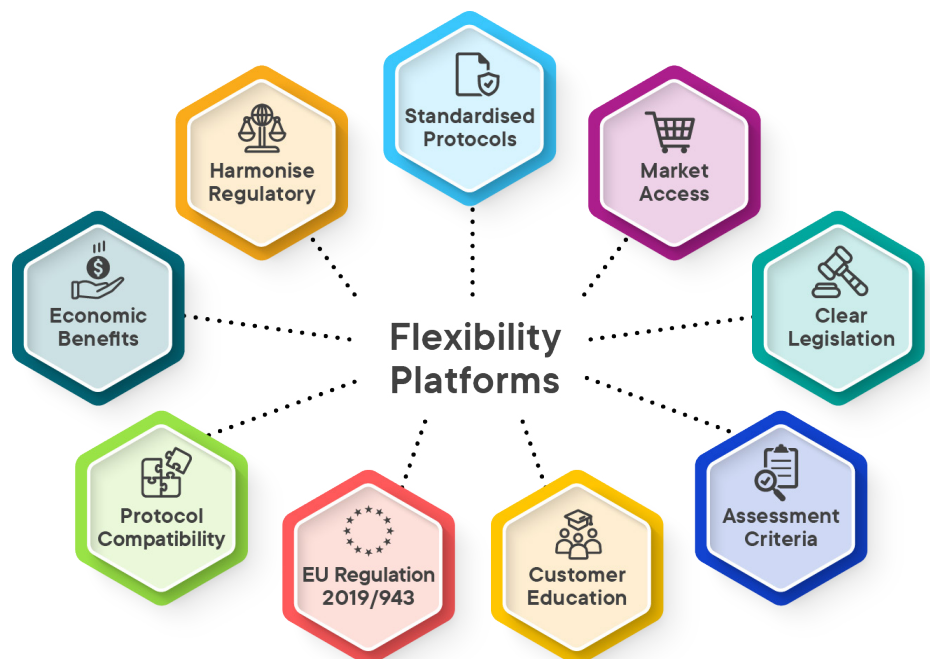 Standardised
Protocols
Harmonise
Regulatory
Market
Access
Economic
Benefits
Clear
Legislation
Flexibility
Platforms
Protocol
Compatibility
Assessment
Criteria
EU Regulation
2019/943
Customer
Education